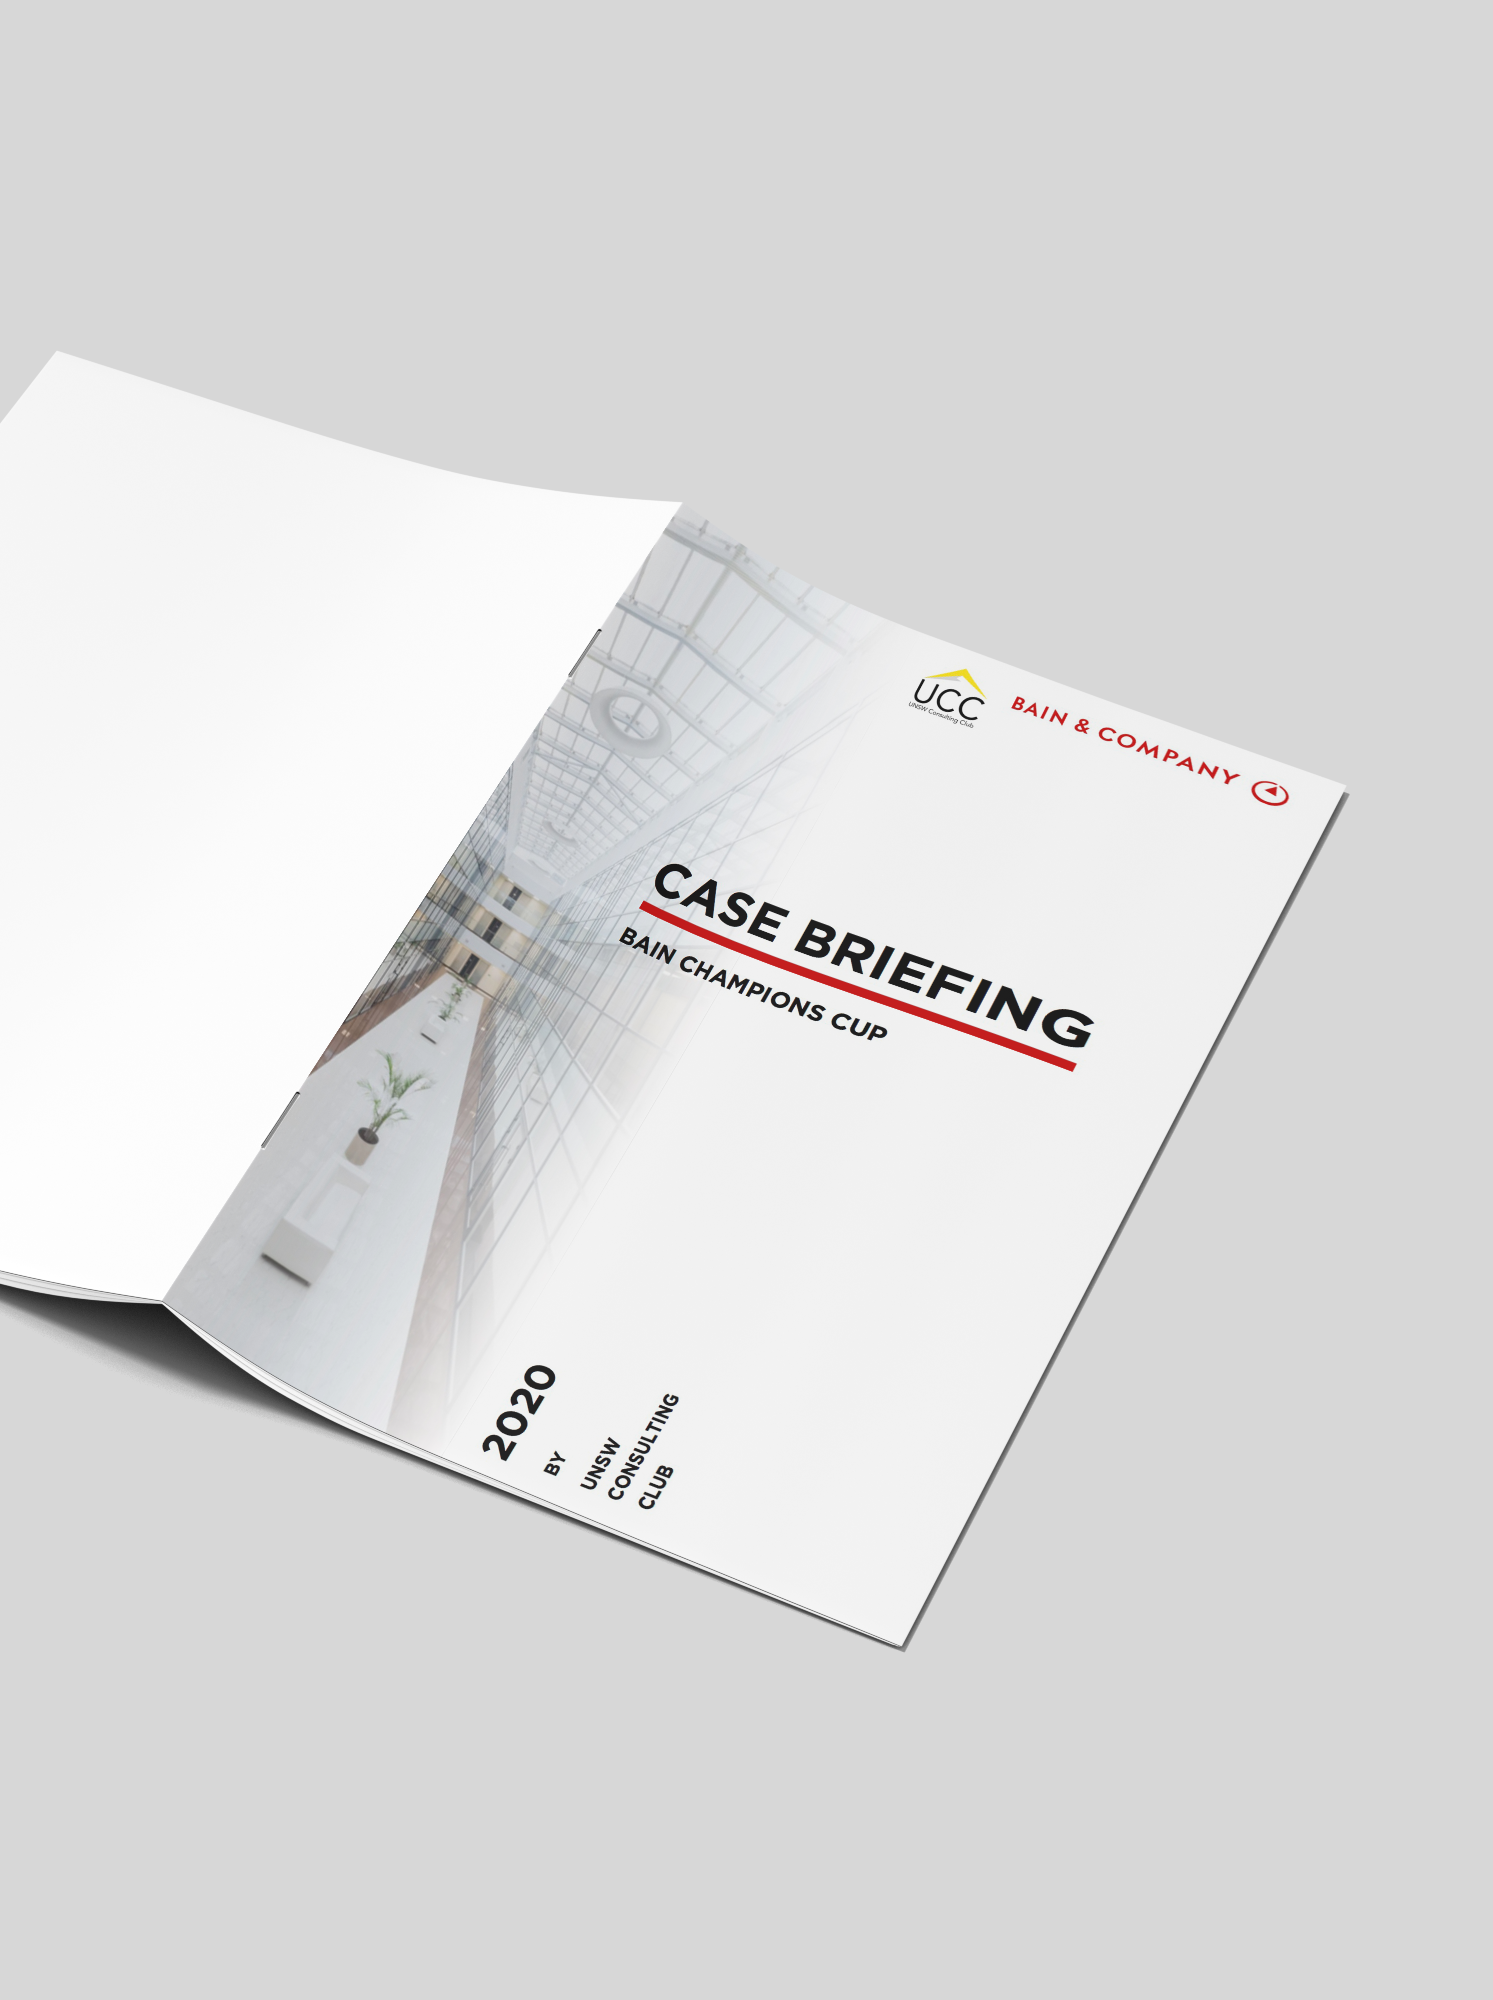 UCC
UNSW Consulting Club
BAIN & COMPANY
CASE BRIEFING
BAIN CHAMPIONS CUP
2020
BY
UNSW
CONSULTING
CLUB